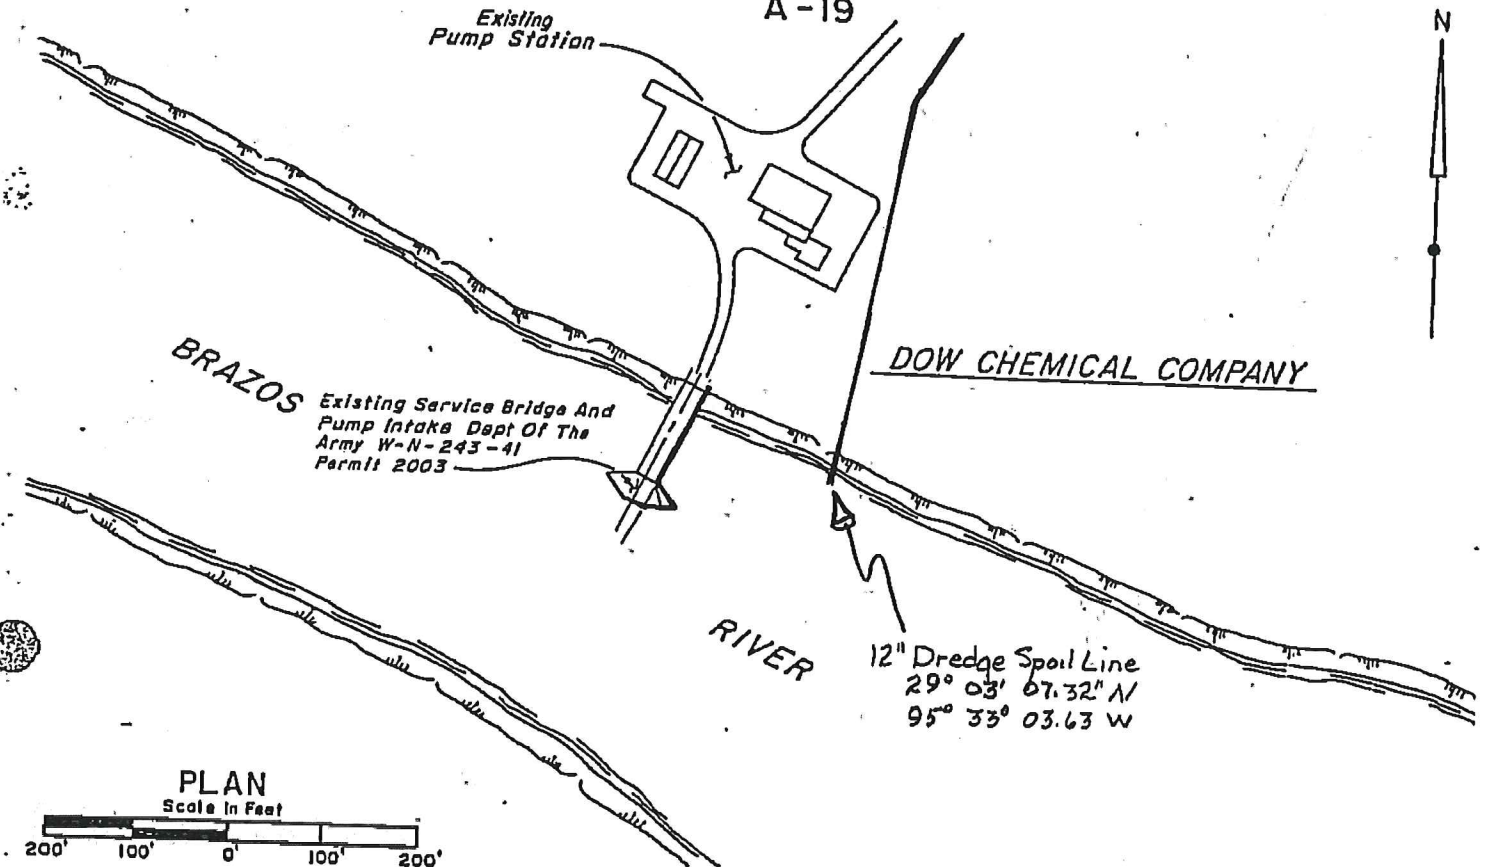 A-19
Existing
Pump Station
N
BRAZOS
DOW CHEMICAL COMPANY
Existing Service Bridge And
Pump Intake Dept Of The
Army W-N-243-41
Permit 2003
RIVER
12" Dredge Spoil Line
29° 03' 07.32" N
95° 33' 03.63 W
PLAN
Scale In Feet
200' 100' 0' 100' 200'